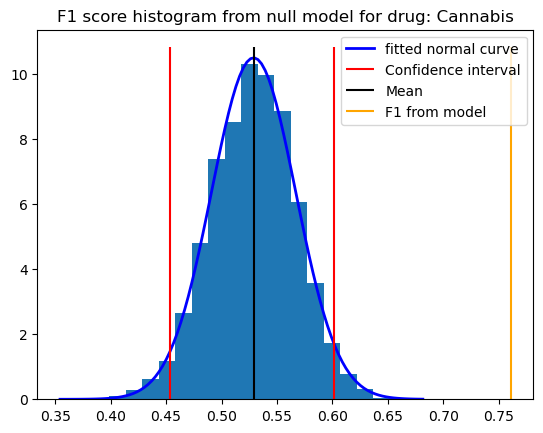 F1 score histogram from null model for drug: Cannabis
fitted normal curve
Confidence interval
Mean
F1 from model
10
8
6
4
2
0
0.35 0.40 0.45 0.50 0.55 0.60 0.65 0.70 0.75